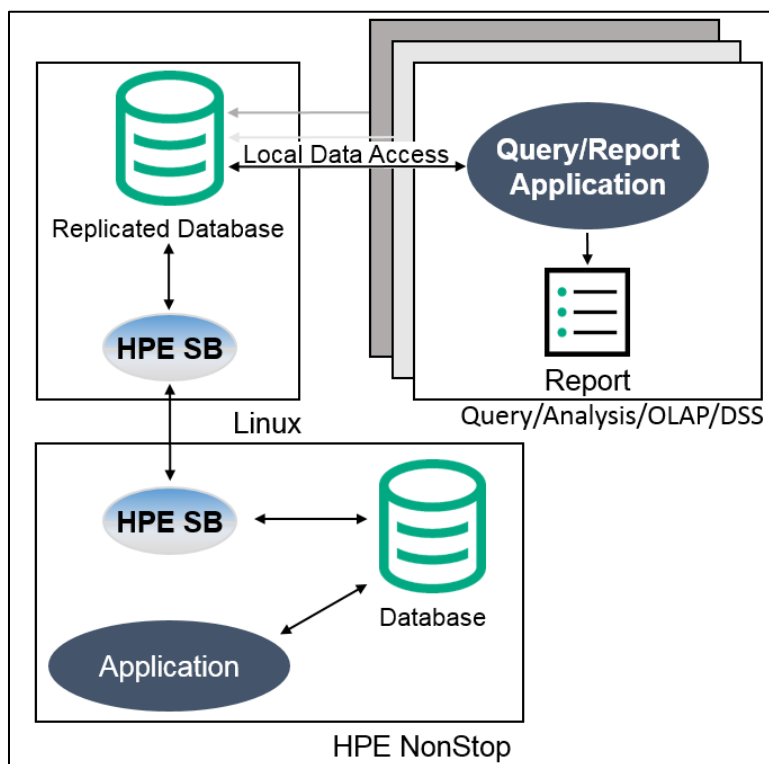 Local Data Access
Query/Report
Application
Replicated Database
HPE SB
Report
Linux
Query/Analysis/OLAP/DSS
HPE SB
Database
Application
HPE NonStop